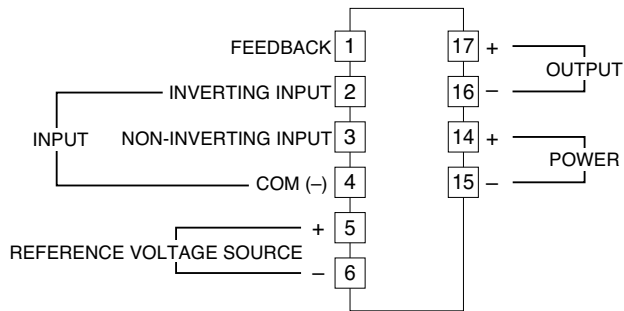 FEEDBACK 1 17 +
OUTPUT
INVERTING INPUT 2 16 –
INPUT
NON-INVERTING INPUT 3 14 +
POWER
COM (–) 4 15 –
+ 5
REFERENCE VOLTAGE SOURCE
– 6